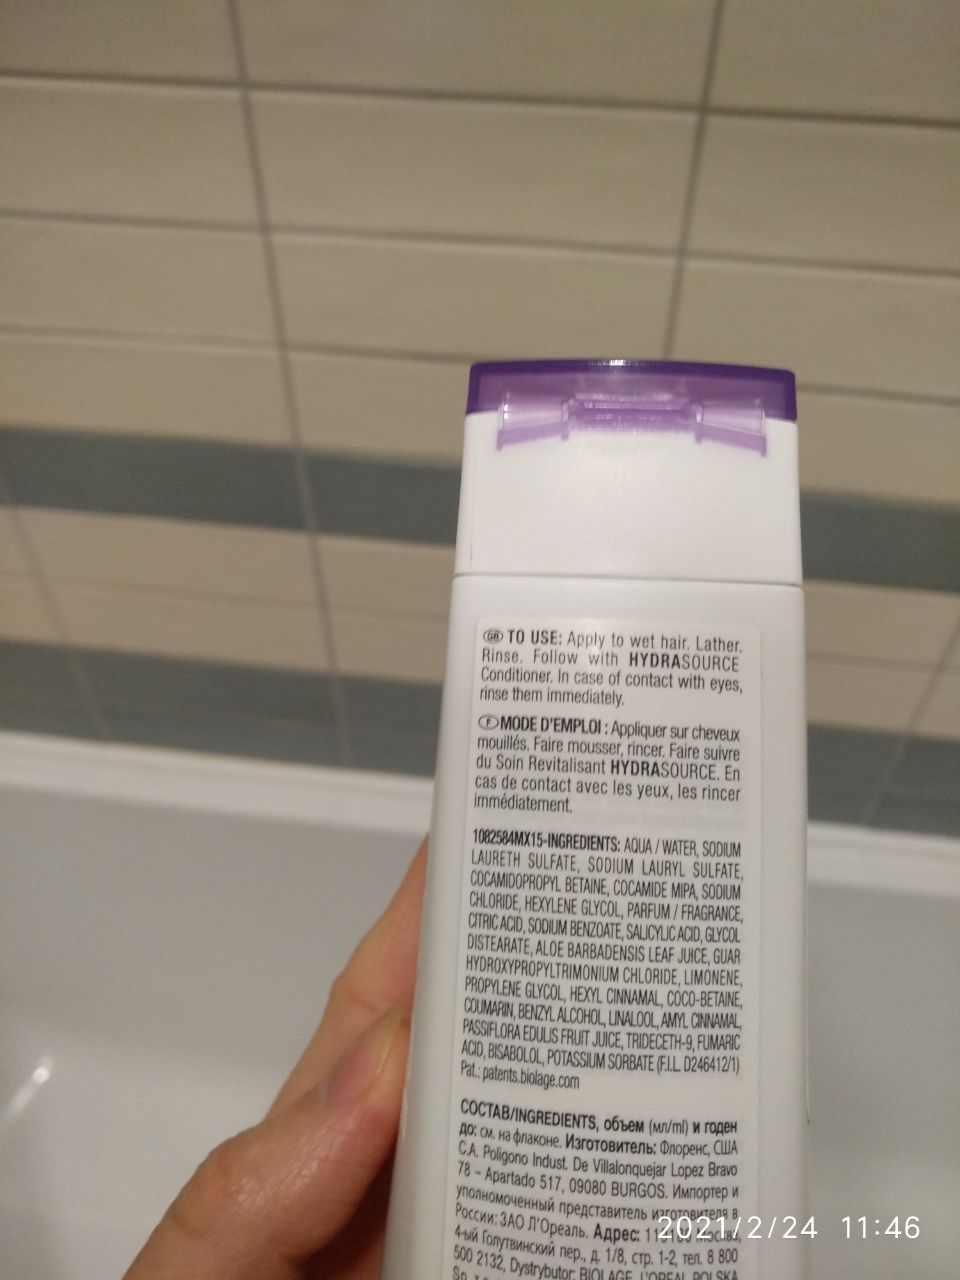 GB TO USE: Apply to wet hair. Lather.
Rinse. Follow with HYDRASOURCE
Conditioner. In case of contact with eyes,
rinse them immediately.
F MODE D'EMPLOI : Appliquer sur cheveux
mouillés. Faire mousser, rincer. Faire suivre
du Soin Revitalisant HYDRASOURCE. En
cas de contact avec les yeux, les rincer
immédiatement.
1082584MX15-INGREDIENTS: AQUA / WATER, SODIUM
LAURETH SULFATE, SODIUM LAURYL SULFATE,
COCAMIDOPROPYL BETAINE, COCAMIDE MIPA, SODIUM
CHLORIDE, HEXYLENE GLYCOL, PARFUM / FRAGRANCE,
CITRIC ACID, SODIUM BENZOATE, SALICYLIC ACID, GLYCOL
DISTEARATE, ALOE BARBADENSIS LEAF JUICE, GUAR
HYDROXYPROPYLTRIMONIUM CHLORIDE, LIMONENE,
PROPYLENE GLYCOL, HEXYL CINNAMAL, COCO-BETAINE,
COUMARIN, BENZYL ALCOHOL, LINALOOL, AMYL CINNAMAL,
PASSIFLORA EDULIS FRUIT JUICE, TRIDECETH-9, FUMARIC
ACID, BISABOLOL, POTASSIUM SORBATE (F.I.L. D246412/1)
Pat.: patents.biolage.com
СОСТАВ/INGREDIENTS, объем (мл/ml) и годен
до: см. на флаконе. Изготовитель: Флоренс, США
C.A. Poligono Indust. De Villalonquejar Lopez Bravo
78 – Apartado 517, 09080 BURGOS. Импортер и
уполномоченный представитель изготовителя в
России: ЗАО Л'Ореаль. Адрес: Москва,
4-ый Голутвинский пер., д. 1/8, стр. 1-2, тел. 8 800
500 2132, Dystrybutor: BIOLAGE, L'OREAL POLSKA
Sp.
2021/2/24 11:46